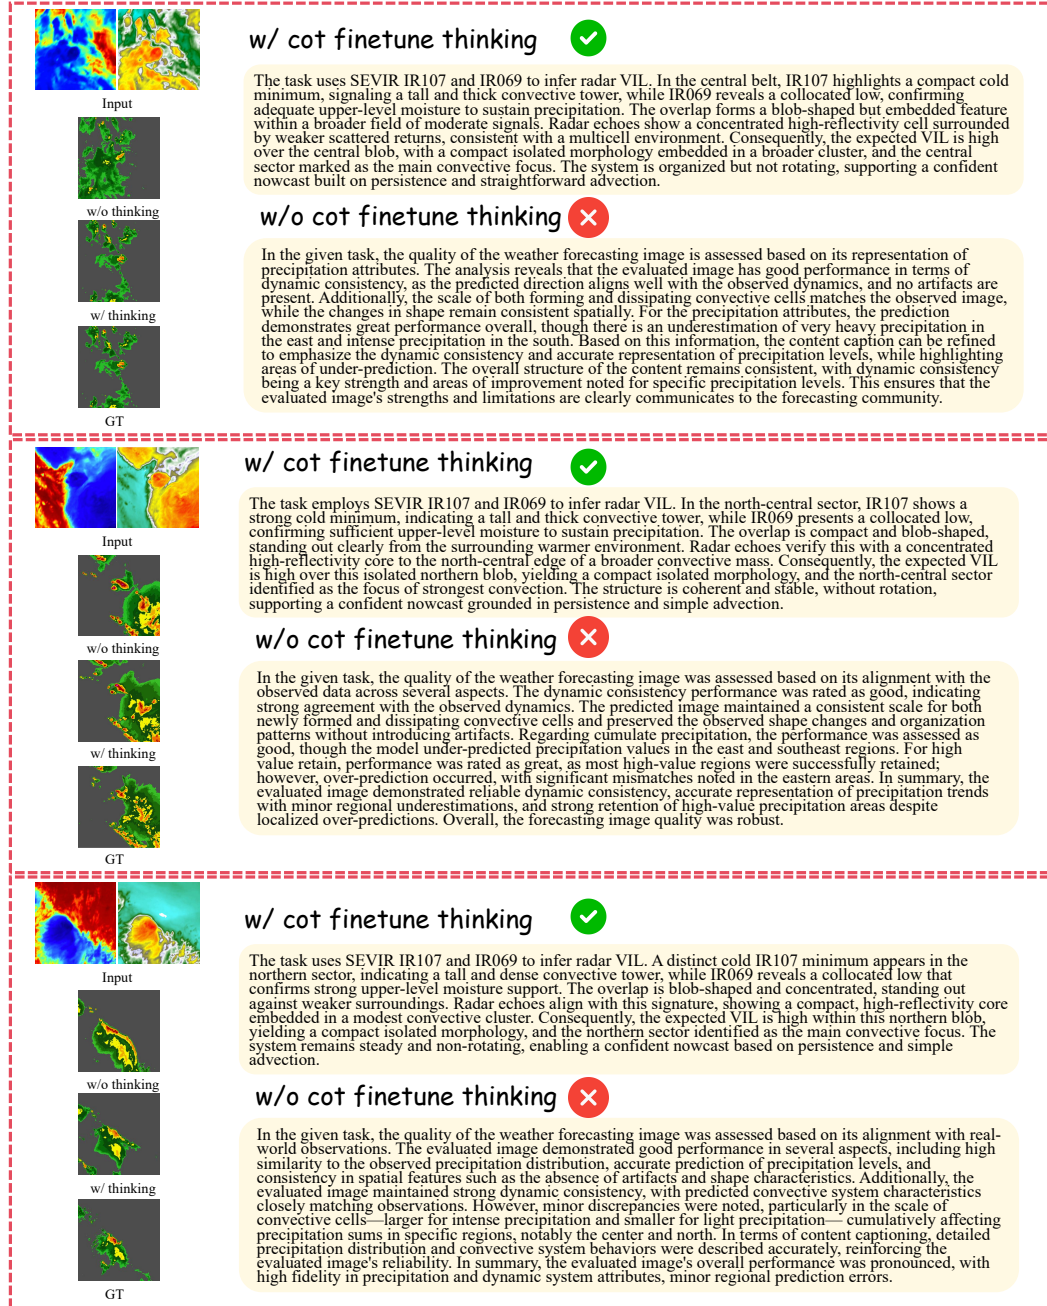 w/ cot finetune thinking
The task uses SEVIR IR107 and IR069 to infer radar VIL. In the central belt, IR107 highlights a compact cold
minimum, signaling a tall and thick convective tower, while IR069 reveals a collocated low, confirming
adequate upper-level moisture to sustain precipitation. The overlap forms a blob-shaped but embedded feature
within a broader field of moderate signals. Radar echoes show a concentrated high-reflectivity cell surrounded
by weaker scattered returns, consistent with a multicell environment. Consequently, the expected VIL is high
over the central blob, with a compact isolated morphology embedded in a broader cluster, and the central
sector marked as the main convective focus. The system is organized but not rotating, supporting a confident
nowcast built on persistence and straightforward advection.
Input
w/o thinking
w/ thinking
GT
w/o cot finetune thinking
In the given task, the quality of the weather forecasting image is assessed based on its representation of
precipitation attributes. The analysis reveals that the evaluated image has good performance in terms of
dynamic consistency, as the predicted direction aligns well with the observed dynamics, and no artifacts are
present. Additionally, the scale of both forming and dissipating convective cells matches the observed image,
while the changes in shape remain consistent spatially. For the precipitation attributes, the prediction
demonstrates great performance overall, though there is an underestimation of very heavy precipitation in
the east and intense precipitation in the south. Based on this information, the content caption can be refined
to emphasize the dynamic consistency and accurate representation of precipitation levels, while highlighting
areas of under-prediction. The overall structure of the content remains consistent, with dynamic consistency
being a key strength and areas of improvement noted for specific precipitation levels. This ensures that the
evaluated image's strengths and limitations are clearly communicates to the forecasting community.
w/ cot finetune thinking
The task employs SEVIR IR107 and IR069 to infer radar VIL. In the north-central sector, IR107 shows a
strong cold minimum, indicating a tall and thick convective tower, while IR069 presents a collocated low,
confirming sufficient upper-level moisture to sustain precipitation. The overlap is compact and blob-shaped,
standing out clearly from the surrounding warmer environment. Radar echoes verify this with a concentrated
high-reflectivity core to the north-central edge of a broader convective mass. Consequently, the expected VIL
is high over this isolated northern blob, yielding a compact isolated morphology, and the north-central sector
identified as the focus of strongest convection. The structure is coherent and stable, without rotation,
supporting a confident nowcast grounded in persistence and simple advection.
Input
w/o thinking
w/ thinking
GT
w/o cot finetune thinking
In the given task, the quality of the weather forecasting image was assessed based on its alignment with the
observed data across several aspects. The dynamic consistency performance was rated as good, indicating
strong agreement with the observed dynamics. The predicted image maintained a consistent scale for both
newly formed and dissipating convective cells and preserved the observed shape changes and organization
patterns without introducing artifacts. Regarding cumulate precipitation, the performance was assessed as
good, though the model under-predicted precipitation values in the east and southeast regions. For high
value retain, performance was rated as great, as most high-value regions were successfully retained;
however, over-prediction occurred, with significant mismatches noted in the eastern areas. In summary, the
evaluated image demonstrated reliable dynamic consistency, accurate representation of precipitation trends
with minor regional underestimations, and strong retention of high-value precipitation areas despite
localized over-predictions. Overall, the forecasting image quality was robust.
w/ cot finetune thinking
The task uses SEVIR IR107 and IR069 to infer radar VIL. A distinct cold IR107 minimum appears in the
northern sector, indicating a tall and dense convective tower, while IR069 reveals a collocated low that
confirms strong upper-level moisture support. The overlap is blob-shaped and concentrated, standing out
against weaker surroundings. Radar echoes align with this signature, showing a compact, high-reflectivity core
embedded in a modest convective cluster. Consequently, the expected VIL is high within this northern blob,
yielding a compact isolated morphology, and the northern sector identified as the main convective focus. The
system remains steady and non-rotating, enabling a confident nowcast based on persistence and simple
advection.
Input
w/o thinking
w/ thinking
GT
w/o cot finetune thinking
In the given task, the quality of the weather forecasting image was assessed based on its alignment with real-
world observations. The evaluated image demonstrated good performance in several aspects, including high
similarity to the observed precipitation distribution, accurate prediction of precipitation levels, and
consistency in spatial features such as the absence of artifacts and shape characteristics. Additionally, the
evaluated image maintained strong dynamic consistency, with predicted convective system characteristics
closely matching observations. However, minor discrepancies were noted, particularly in the scale of
convective cells—larger for intense precipitation and smaller for light precipitation— cumulatively affecting
precipitation sums in specific regions, notably the center and north. In terms of content captioning, detailed
precipitation distribution and convective system behaviors were described accurately, reinforcing the
evaluated image's reliability. In summary, the evaluated image's overall performance was pronounced, with
high fidelity in precipitation and dynamic system attributes, minor regional prediction errors.